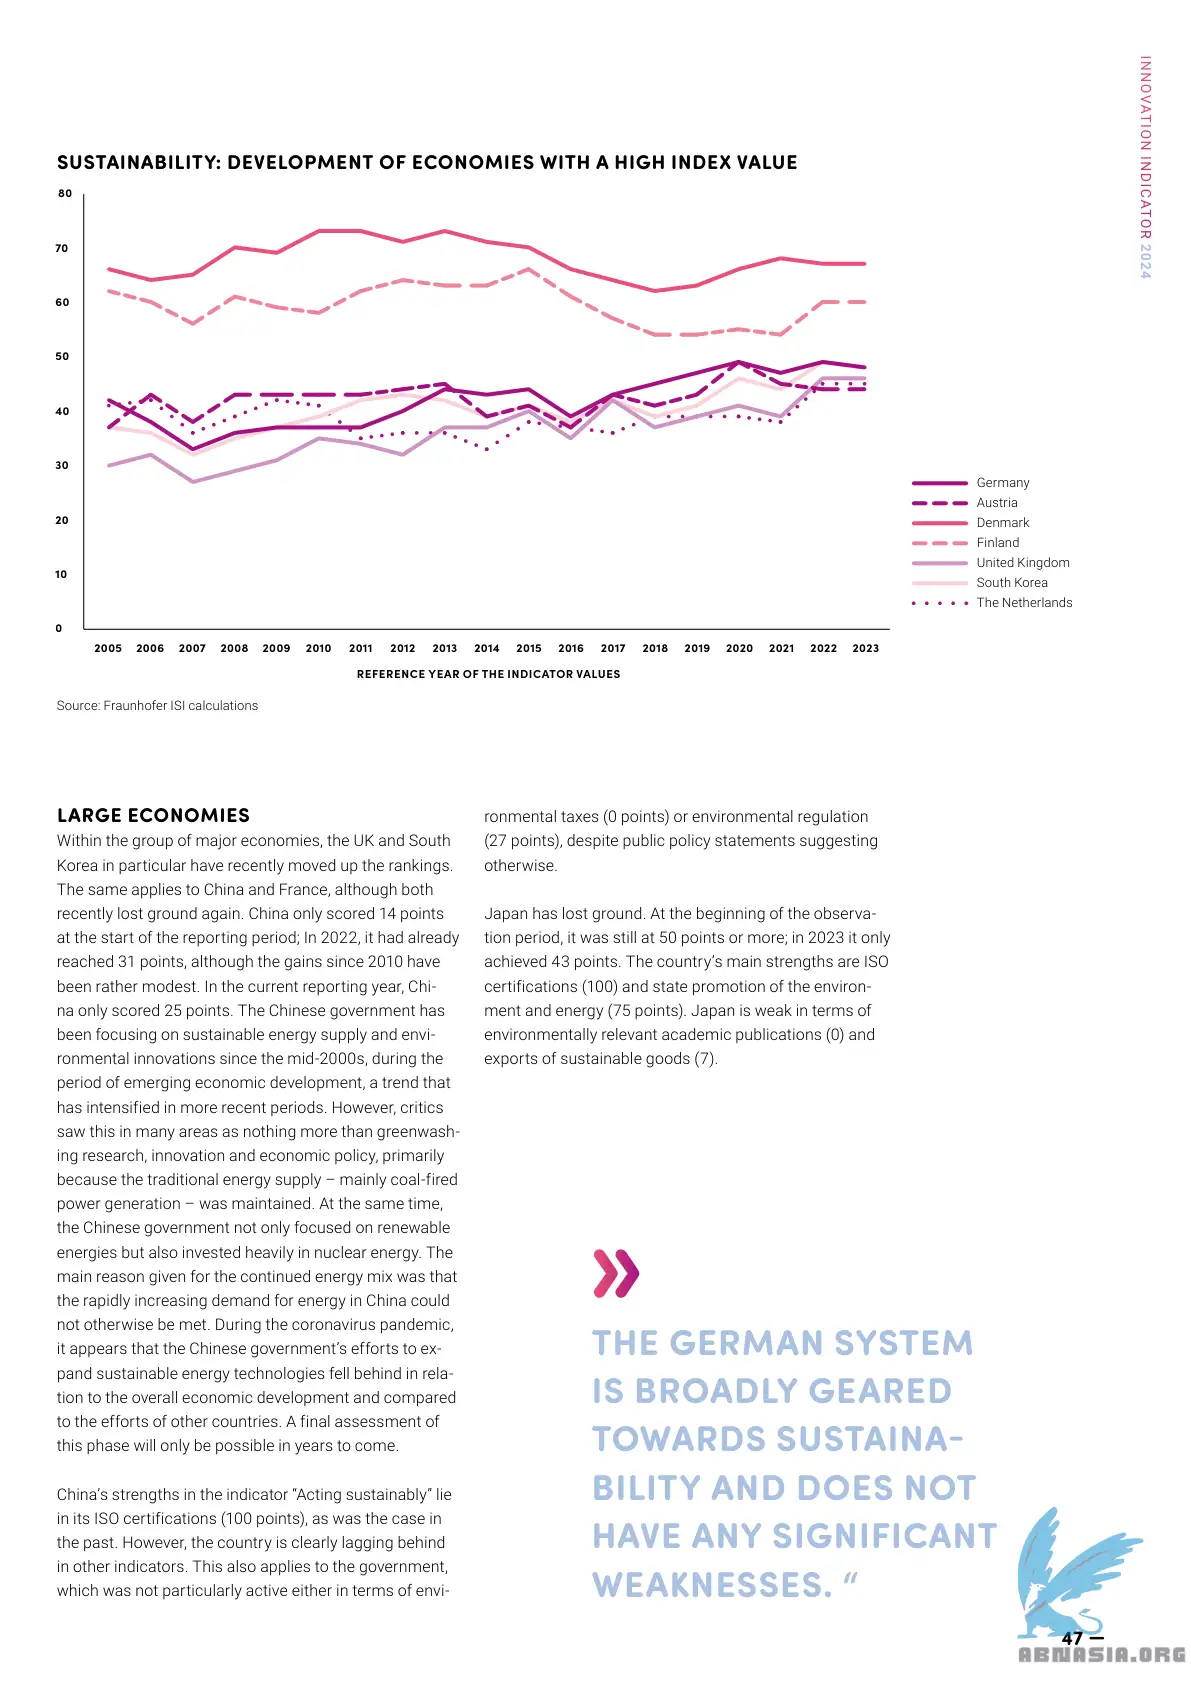 INNOVATION INDICATOR 2024
SUSTAINABILITY: DEVELOPMENT OF ECONOMIES WITH A HIGH INDEX VALUE
80
70
60
50
40
30
20
10
0
2005 2006 2007 2008 2009 2010 2011 2012 2013 2014 2015 2016 2017 2018 2019 2020 2021 2022 2023
REFERENCE YEAR OF THE INDICATOR VALUES
Germany
Austria
Denmark
Finland
United Kingdom
South Korea
The Netherlands
Source: Fraunhofer ISI calculations
LARGE ECONOMIES
Within the group of major economies, the UK and South
Korea in particular have recently moved up the rankings.
The same applies to China and France, although both
recently lost ground again. China only scored 14 points
at the start of the reporting period; In 2022, it had already
reached 31 points, although the gains since 2010 have
been rather modest. In the current reporting year, Chi-
na only scored 25 points. The Chinese government has
been focusing on sustainable energy supply and envi-
ronmental innovations since the mid-2000s, during the
period of emerging economic development, a trend that
has intensified in more recent periods. However, critics
saw this in many areas as nothing more than greenwash-
ing research, innovation and economic policy, primarily
because the traditional energy supply – mainly coal-fired
power generation – was maintained. At the same time,
the Chinese government not only focused on renewable
energies but also invested heavily in nuclear energy. The
main reason given for the continued energy mix was that
the rapidly increasing demand for energy in China could
not otherwise be met. During the coronavirus pandemic,
it appears that the Chinese government's efforts to ex-
pand sustainable energy technologies fell behind in rela-
tion to the overall economic development and compared
to the efforts of other countries. A final assessment of
this phase will only be possible in years to come.
China's strengths in the indicator "Acting sustainably" lie
in its ISO certifications (100 points), as was the case in
the past. However, the country is clearly lagging behind
in other indicators. This also applies to the government,
which was not particularly active either in terms of envi-
ronmental taxes (0 points) or environmental regulation
(27 points), despite public policy statements suggesting
otherwise.
Japan has lost ground. At the beginning of the observa-
tion period, it was still at 50 points or more; in 2023 it only
achieved 43 points. The country's main strengths are ISO
certifications (100) and state promotion of the environ-
ment and energy (75 points). Japan is weak in terms of
environmentally relevant academic publications (0) and
exports of sustainable goods (7).
THE GERMAN SYSTEM
IS BROADLY GEARED
TOWARDS SUSTAINA-
BILITY AND DOES NOT
HAVE ANY SIGNIFICANT
WEAKNESSES. “
47 —
ABNASIA.ORG